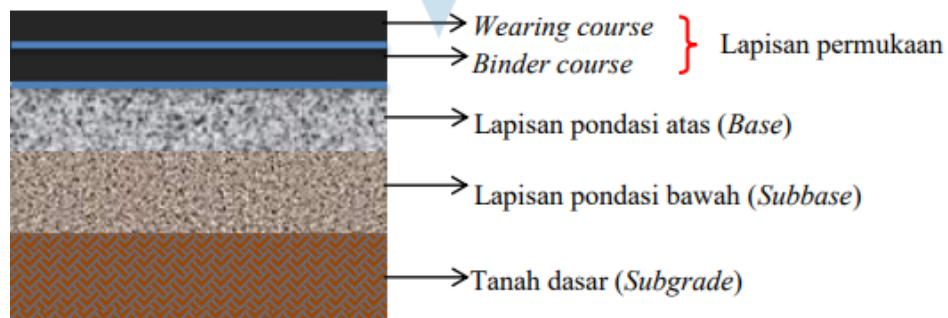 Wearing course
Binder course
Lapisan permukaan
Lapisan pondasi atas (Base)
Lapisan pondasi bawah (Subbase)
Tanah dasar (Subgrade)